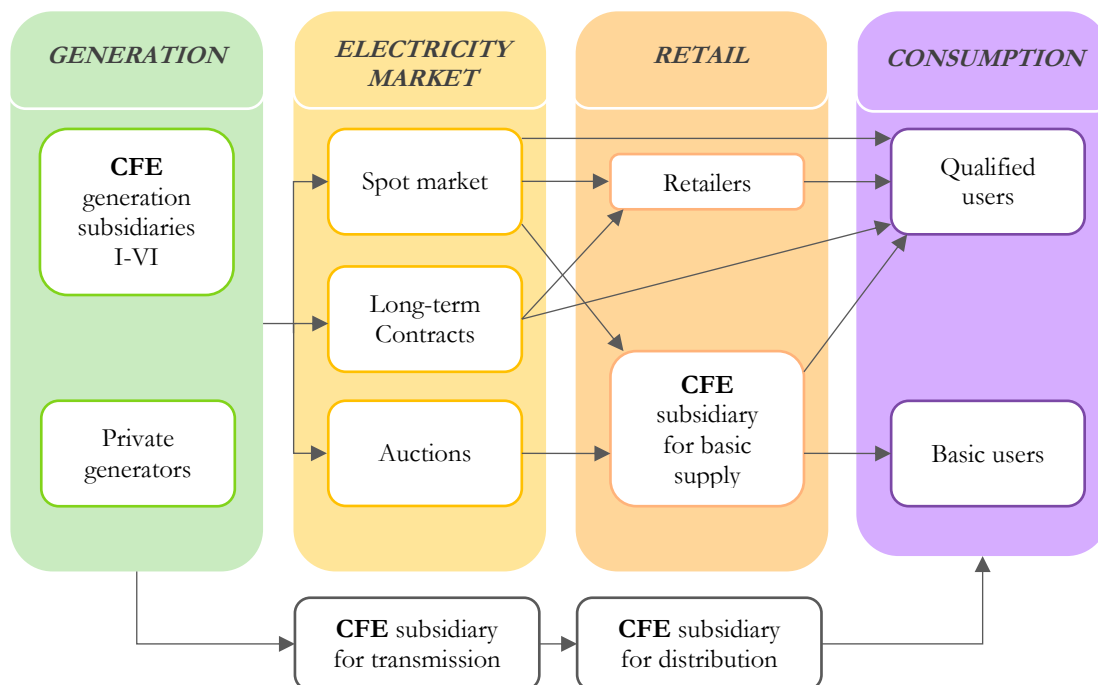 GENERATION
CFE
generation
subsidiaries
I-VI
Private
generators
ELECTRICITY
MARKET
Spot market
Long-term
Contracts
Auctions
RETAIL
Retailers
CFE
subsidiary
for basic
supply
CONSUMPTION
Qualified
users
Basic users
CFE subsidiary
for transmission
CFE subsidiary
for distribution